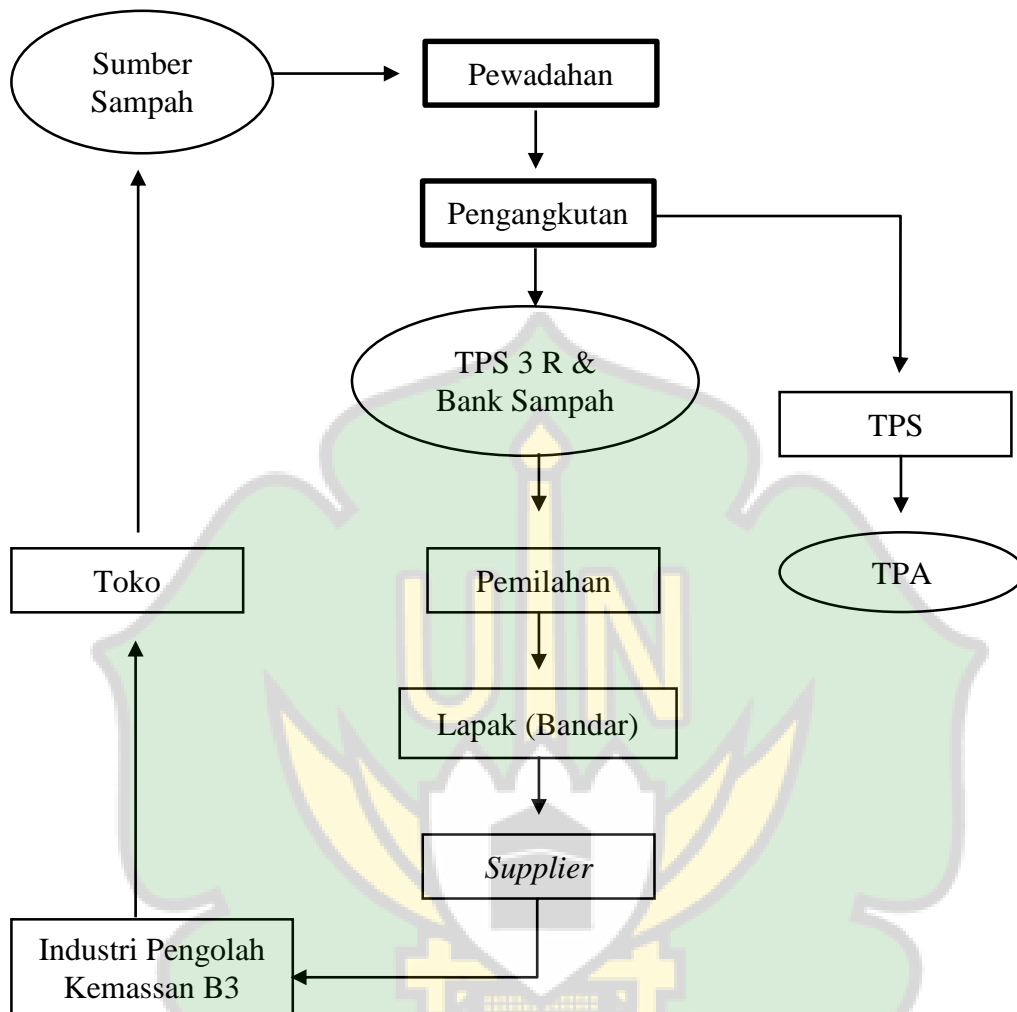 Sumber
Sampah
Pewadahan
Pengangkutan
TPS 3 R &
Bank Sampah
TPS
Toko
Pemilahan
TPA
UIN
Lapak (Bandar)
Supplier
Industri Pengolah
Kemassan B3